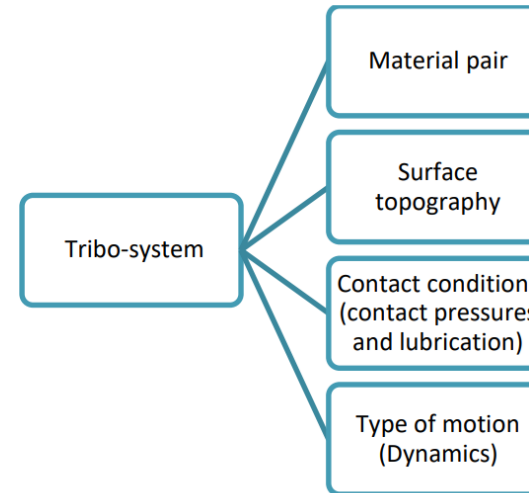 Material pair
Surface
topography
Tribo-system
Contact condition
(contact pressures
and lubrication)
Type of motion
(Dynamics)